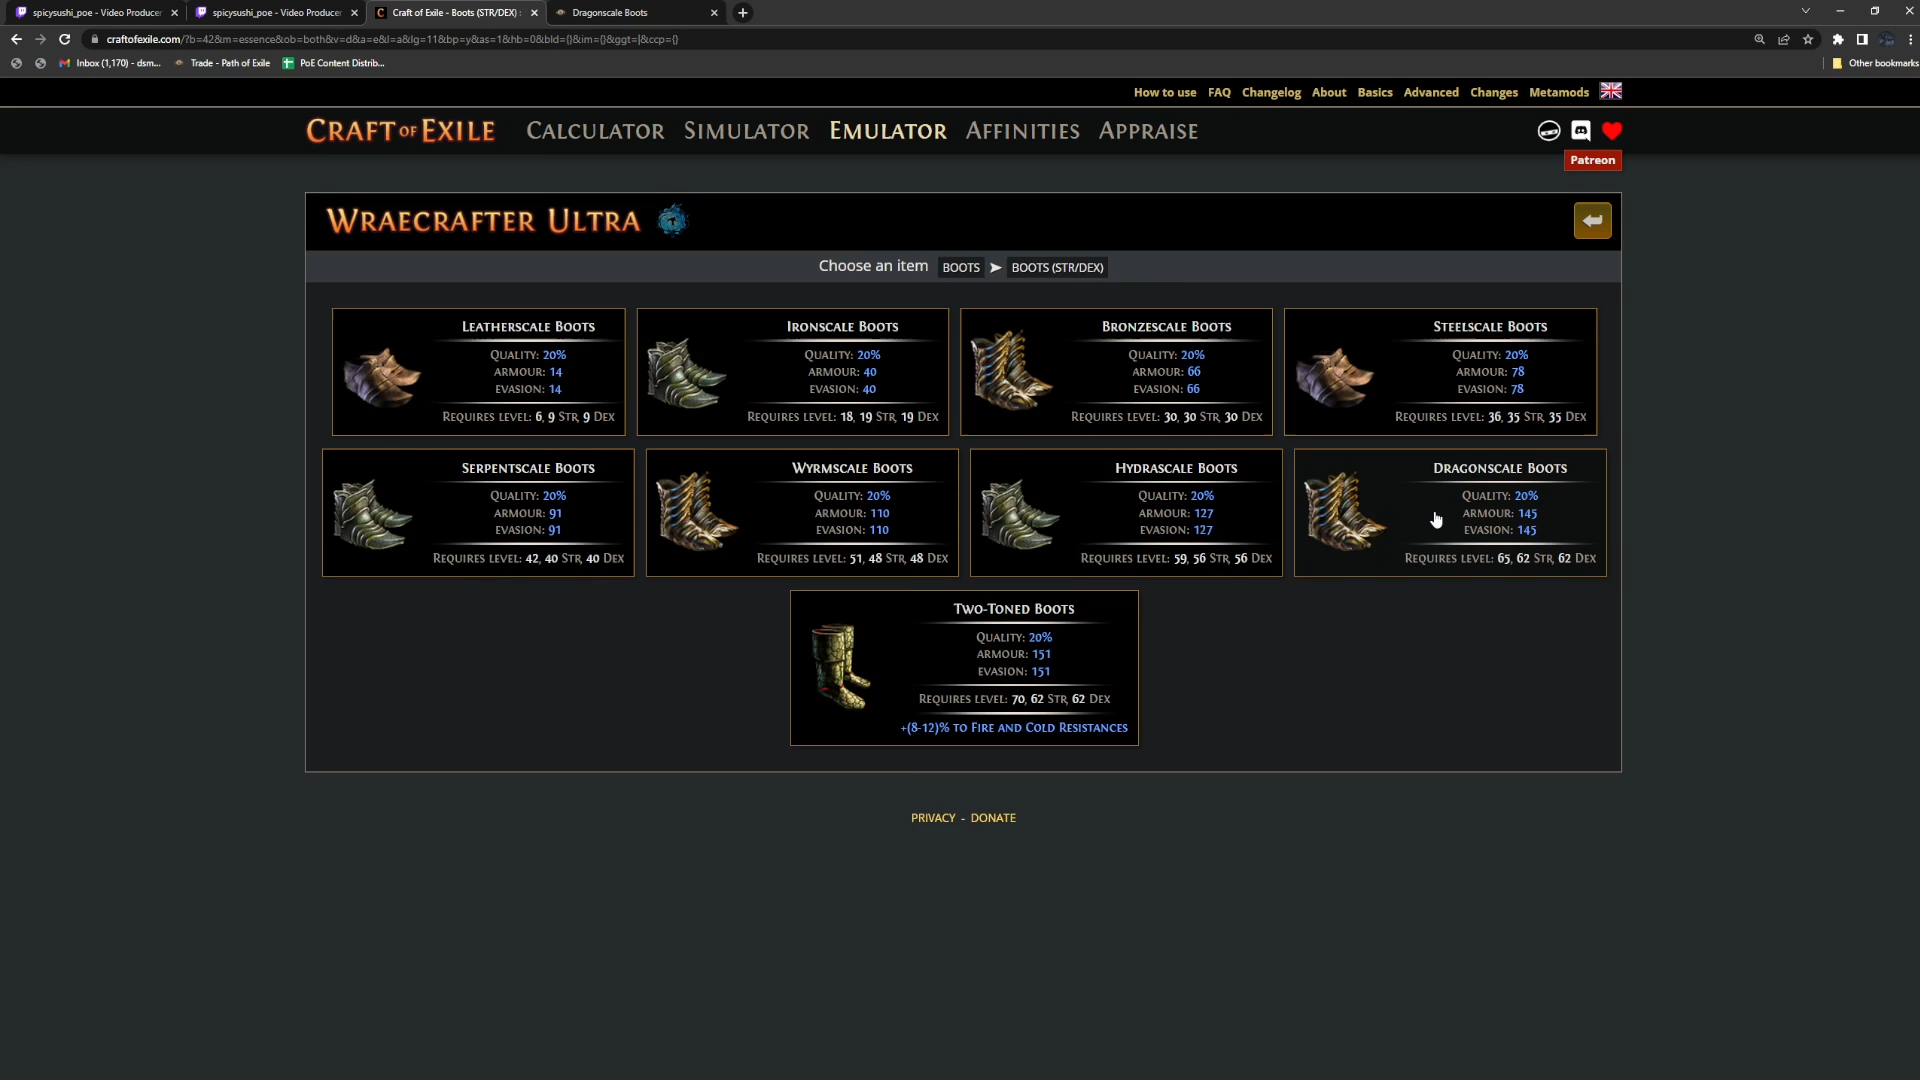 spicysushi_poe - Video Producer
spicysushi_poe - Video Producer
Craft of Exile - Boots (STR/DEX) :
Dragonscale Boots
craftofexile.com/?b=42&m=essence&ob=both&v=d&a=e&l=a&lg=11&bp=y&as=1&hb=0&bld={}&im={}&ggt=|&ccp={}
Inbox (1,170) - dsm...
Trade - Path of Exile
PoE Content Distrib...
Other bookmarks
How to use FAQ Changelog About Basics Advanced Changes Metamods
CRAFT OF EXILE CALCULATOR SIMULATOR EMULATOR AFFINITIES APPRAISE
Patreon
WRAECRAFTER ULTRA
Choose an item BOOTS ➤ BOOTS (STR/DEX)
LEATHERSCALE BOOTS
QUALITY: 20%
ARMOUR: 14
EVASION: 14
REQUIRES LEVEL: 6, 9 STR, 9 DEX
IRONSCALE BOOTS
QUALITY: 20%
ARMOUR: 40
EVASION: 40
REQUIRES LEVEL: 18, 19 STR, 19 DEX
BRONZESCALE BOOTS
QUALITY: 20%
ARMOUR: 66
EVASION: 66
REQUIRES LEVEL: 30, 30 STR, 30 DEX
STEELSCALE BOOTS
QUALITY: 20%
ARMOUR: 78
EVASION: 78
REQUIRES LEVEL: 36, 35 STR, 35 DEX
SERPENTSCALE BOOTS
QUALITY: 20%
ARMOUR: 91
EVASION: 91
REQUIRES LEVEL: 42, 40 STR, 40 DEX
WYRMSCALE BOOTS
QUALITY: 20%
ARMOUR: 110
EVASION: 110
REQUIRES LEVEL: 51, 48 STR, 48 DEX
HYDRASCALE BOOTS
QUALITY: 20%
ARMOUR: 127
EVASION: 127
REQUIRES LEVEL: 59, 56 STR, 56 DEX
DRAGONSCALE BOOTS
QUALITY: 20%
ARMOUR: 145
EVASION: 145
REQUIRES LEVEL: 65, 62 STR, 62 DEX
TWO-TONED BOOTS
QUALITY: 20%
ARMOUR: 151
EVASION: 151
REQUIRES LEVEL: 70, 62 STR, 62 DEX
+(8-12)% TO FIRE AND COLD RESISTANCES
PRIVACY - DONATE